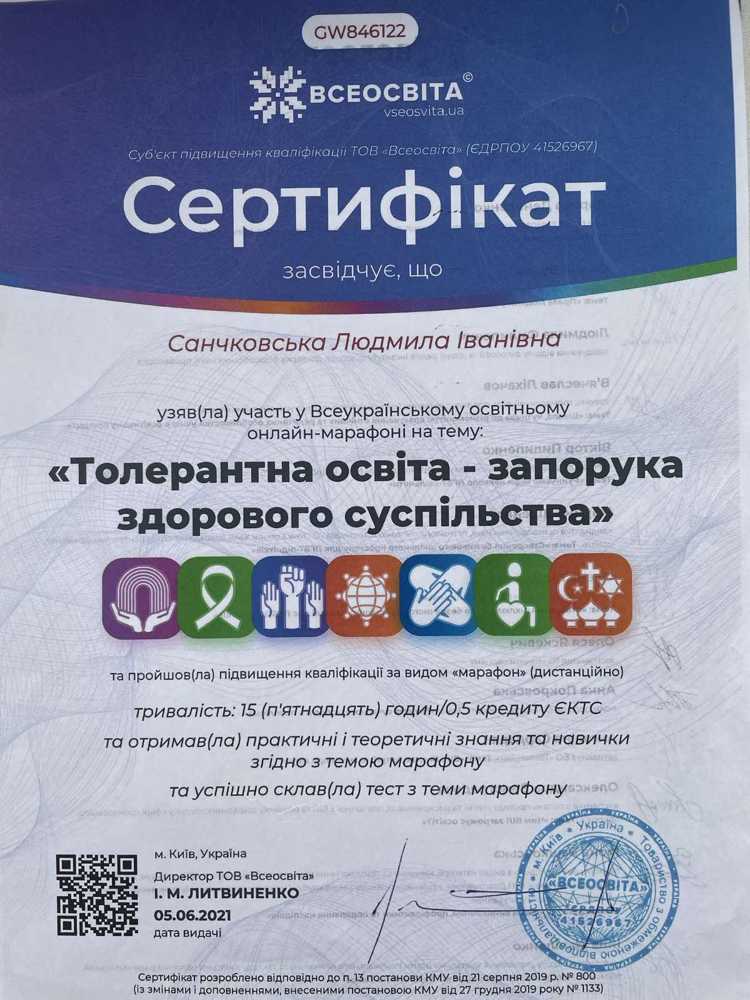 GW846122
ВСЕОСВІТА©
vseosvita.ua
Суб'єкт підвищення кваліфікації ТОВ «Всеосвіта» (ЄДРПОУ 41526967)
Сертифікат
засвідчує, що
Санчковська Людмила Іванівна
узяв(ла) участь у Всеукраїнському освітньому
онлайн-марафоні на тему:
«Толерантна освіта - запорука
здорового суспільства»
та пройшов(ла) підвищення кваліфікації за видом «марафон» (дистанційно)
тривалість: 15 (п'ятнадцять) годин/0,5 кредиту ЄКТС
та отримав(ла) практичні і теоретичні знання та навички
згідно з темою марафону
та успішно склав(ла) тест з теми марафону
м. Київ, Україна
Директор ТОВ «Всеосвіта»
І. М. ЛИТВИНЕНКО
05.06.2021
дата видачі
УКРАЇНА * УКРАЇНА * УКРАЇНА
* м. Київ * Україна * Товариство з обмеженою відповідальністю
«ВСЕОСВІТА»
ЄДРПОУ
41526967
Сертифікат розроблено відповідно до п. 13 постанови КМУ від 21 серпня 2019 р. № 800
(із змінами і доповненнями, внесеними постановою КМУ від 27 грудня 2019 року № 1133)